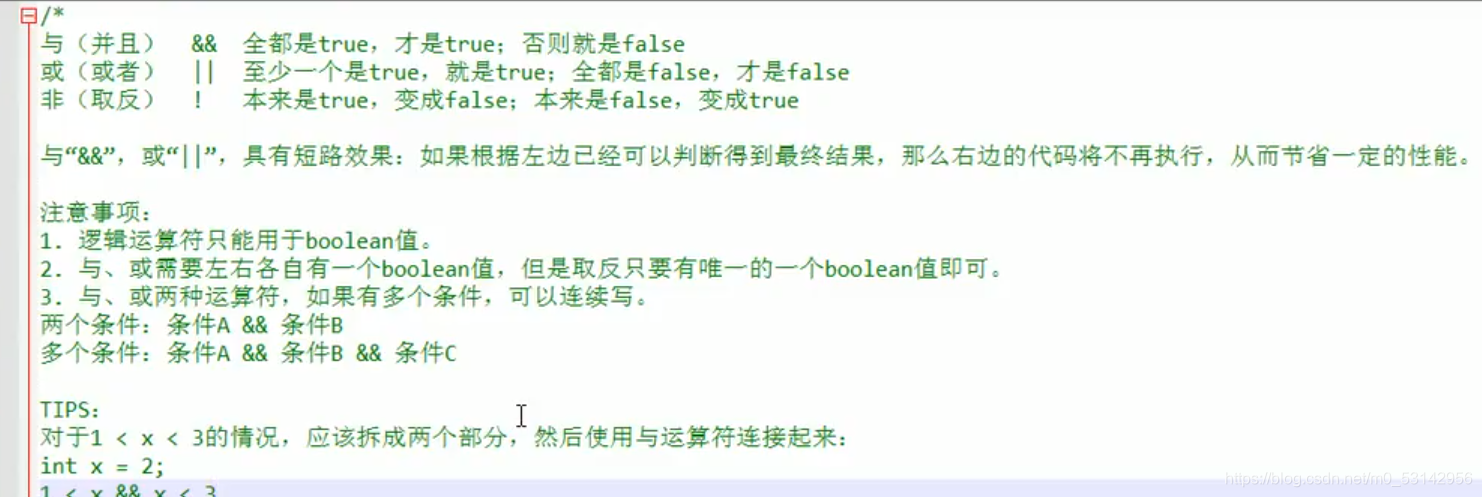 /*
与（并且） && 全都是true，才是true；否则就是false
或（或者） || 至少一个是true，就是true；全都是false，才是false
非（取反） ! 本来是true，变成false；本来是false，变成true
与“&&”，或“||”，具有短路效果：如果根据左边已经可以判断得到最终结果，那么右边的代码将不再执行，从而节省一定的性能。
注意事项：
1. 逻辑运算符只能用于boolean值。
2. 与、或需要左右各自有一个boolean值，但是取反只要有唯一的一个boolean值即可。
3. 与、或两种运算符，如果有多个条件，可以连续写。
两个条件：条件A && 条件B
多个条件：条件A && 条件B && 条件C
TIPS：
对于1 < x < 3的情况，应该拆成两个部分，然后使用与运算符连接起来：
int x = 2;
1 < x && x < 3
https://blog.csdn.net/m0_53142956